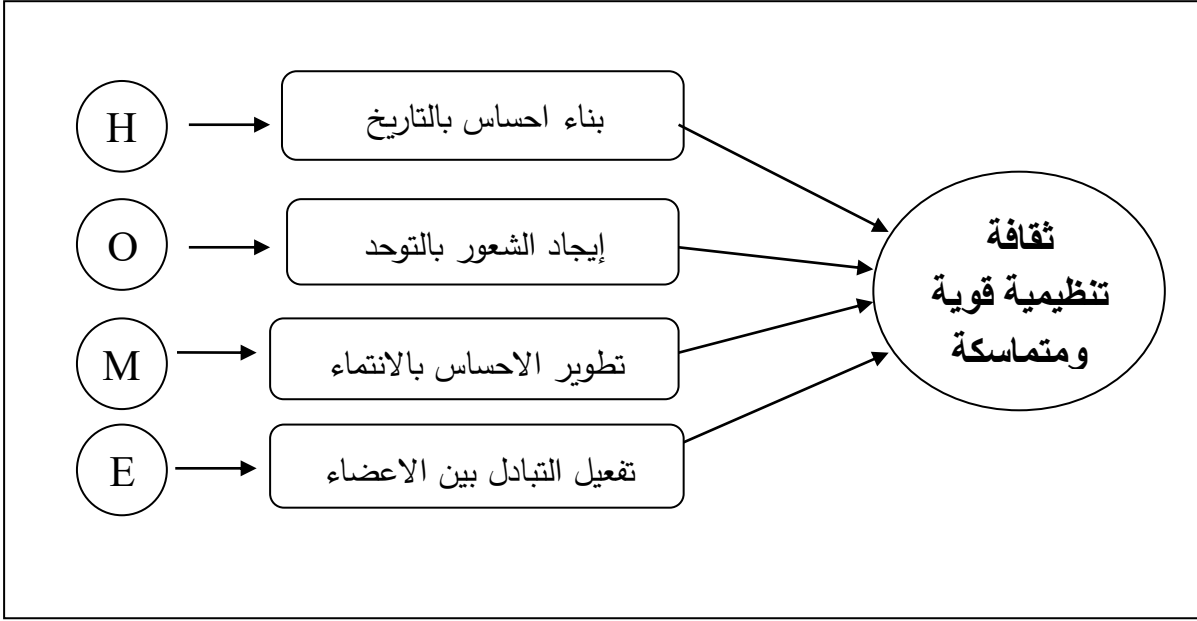 H
بناء احساس بالتاريخ
O
إيجاد الشعور بالتوحد
M
تطوير الاحساس بالانتماء
E
تفعيل التبادل بين الاعضاء
ثقافة
تنظيمية قوية
ومتماسكة